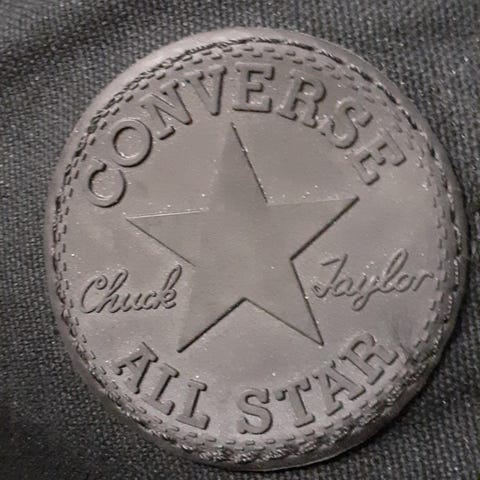 CONVERSE
Chuck Taylor
ALL STAR